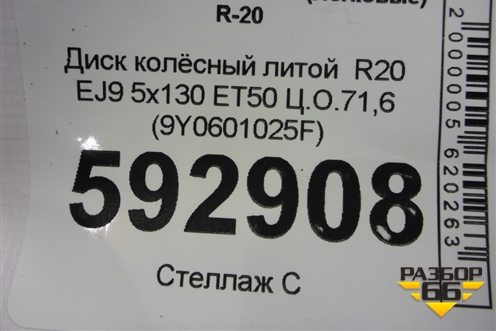 R-20
Диск колёсный литой R20
EJ9 5x130 ET50 Ц.О.71,6
(9Y0601025F)
592908
Стеллаж С
2000005620263
РАЗБОР
66